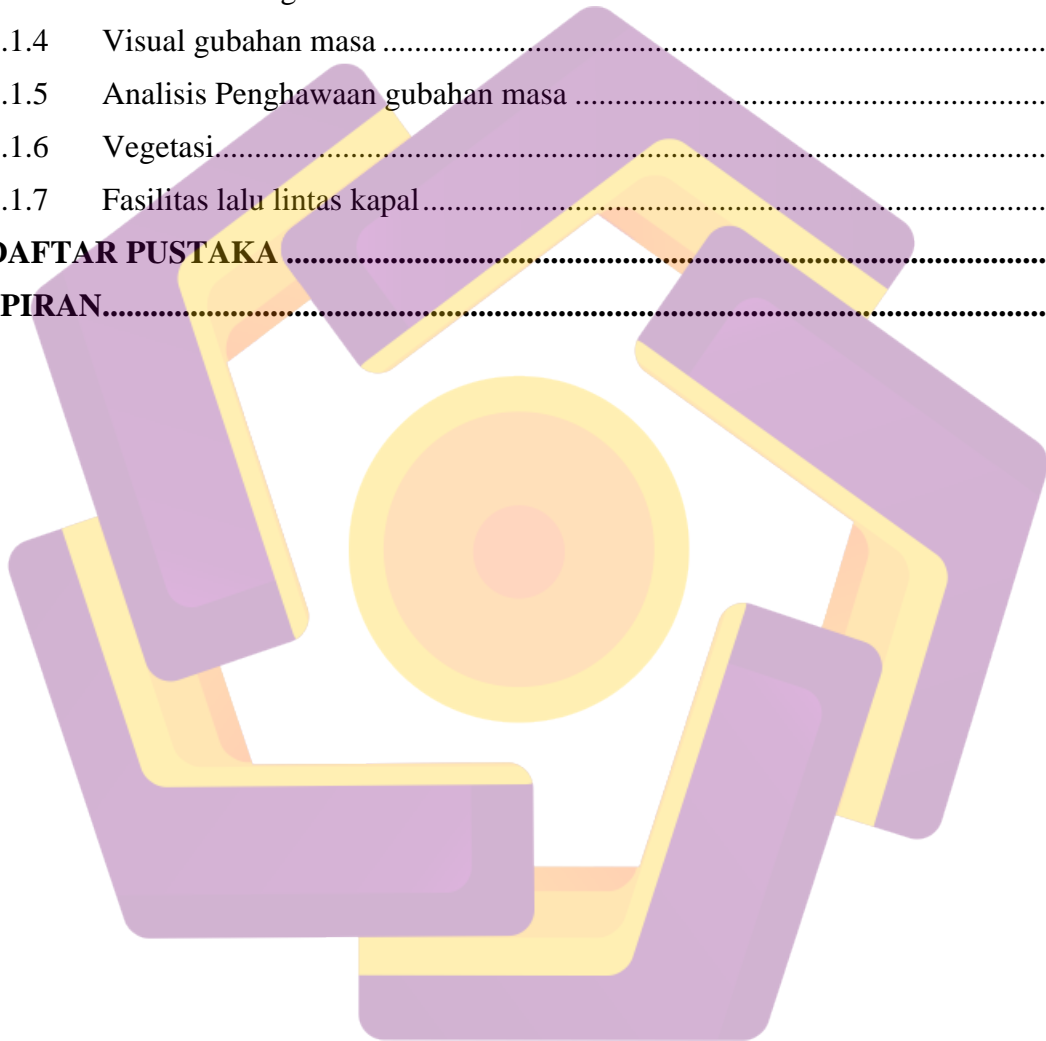 .1.4 Visual gubahan masa ................................................................
.1.5 Analisis Penghawaan gubahan masa ................................................................
.1.6 Vegetasi................................................................
.1.7 Fasilitas lalu lintas kapal................................................................
DAFTAR PUSTAKA ................................................................
PIRAN................................................................